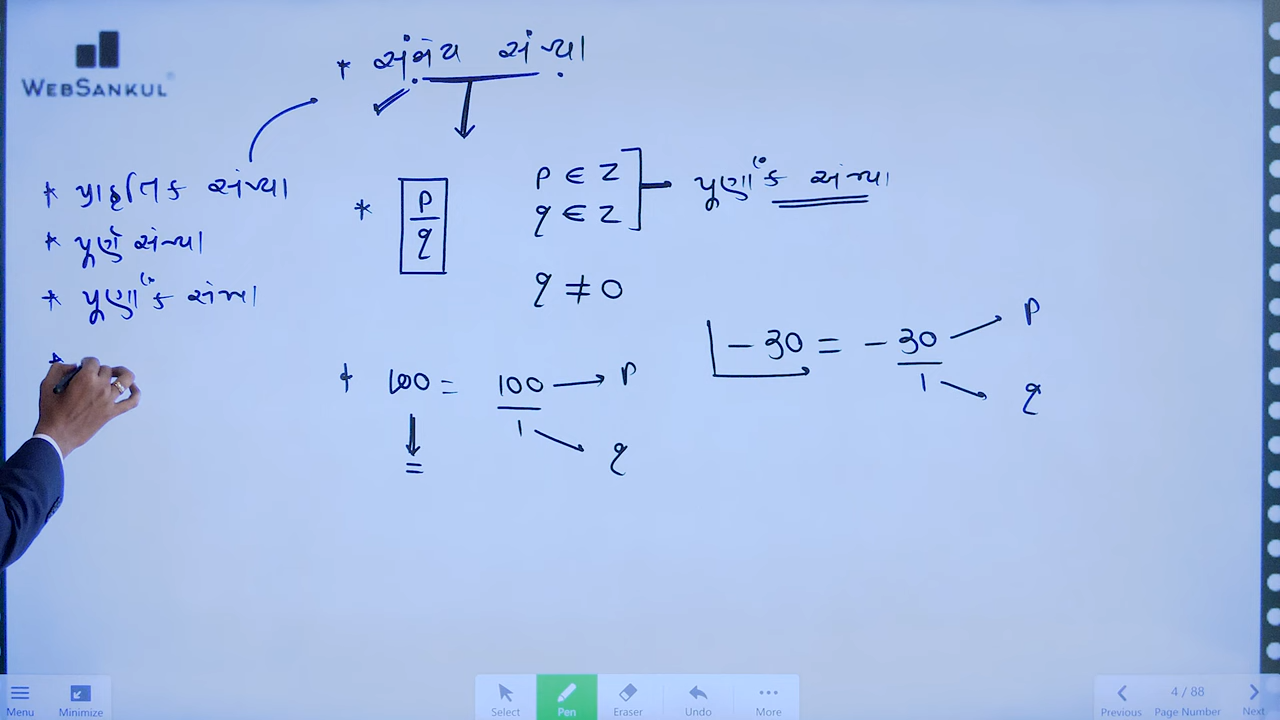 WEBSANKUL
* સંમેય સંખ્યા
* પ્રાકૃતિક સંખ્યા
* પૂર્ણ સંખ્યા
* પૂર્ણાંક સંખ્યા
*
* p/q
p ∈ Z
q ∈ Z
પૂર્ણાંક સંખ્યા
q ≠ 0
* 100 = 100/1
p
q
=
-30 = -30/1
p
q
Menu
Minimize
Select
Pen
Eraser
Undo
More
Previous
4 / 88
Page Number
Next